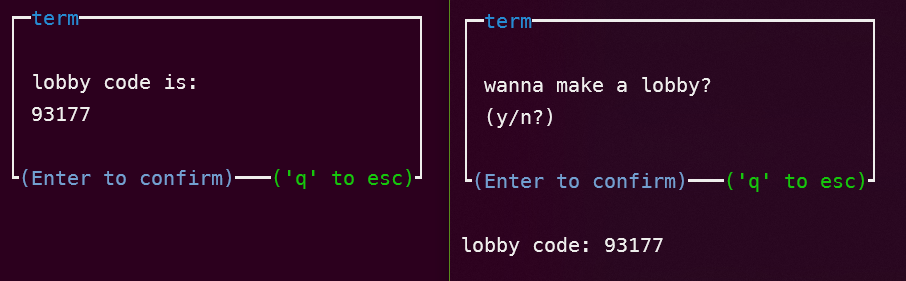 term
lobby code is:
93177
(Enter to confirm) ('q' to esc)
term
wanna make a lobby?
(y/n?)
(Enter to confirm) ('q' to esc)
lobby code: 93177